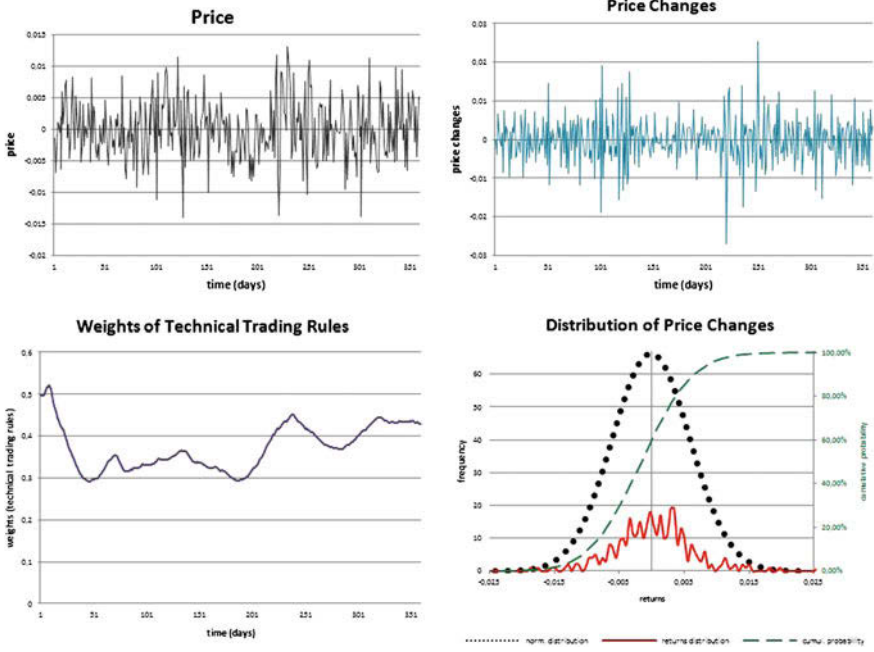 Price
0,015
0,01
0,005
0
-0,005
-0,01
-0,015
-0,02
price
1 51 101 151 201 251 301 351
time (days)
Price Changes
0,03
0,02
0,01
0
-0,01
-0,02
-0,03
price changes
1 51 101 151 201 251 301 351
time (days)
Weights of Technical Trading Rules
0,6
0,5
0,4
0,3
0,2
0,1
0
weights (technical trading rules)
1 51 101 151 201 251 301 351
time (days)
Distribution of Price Changes
60
50
40
30
20
10
0
frequency
100,00%
80,00%
60,00%
40,00%
20,00%
0,00%
cumulative probability
-0,015 -0,005 0,005 0,015
returns
norm. distribution returns distribution cumul. probability